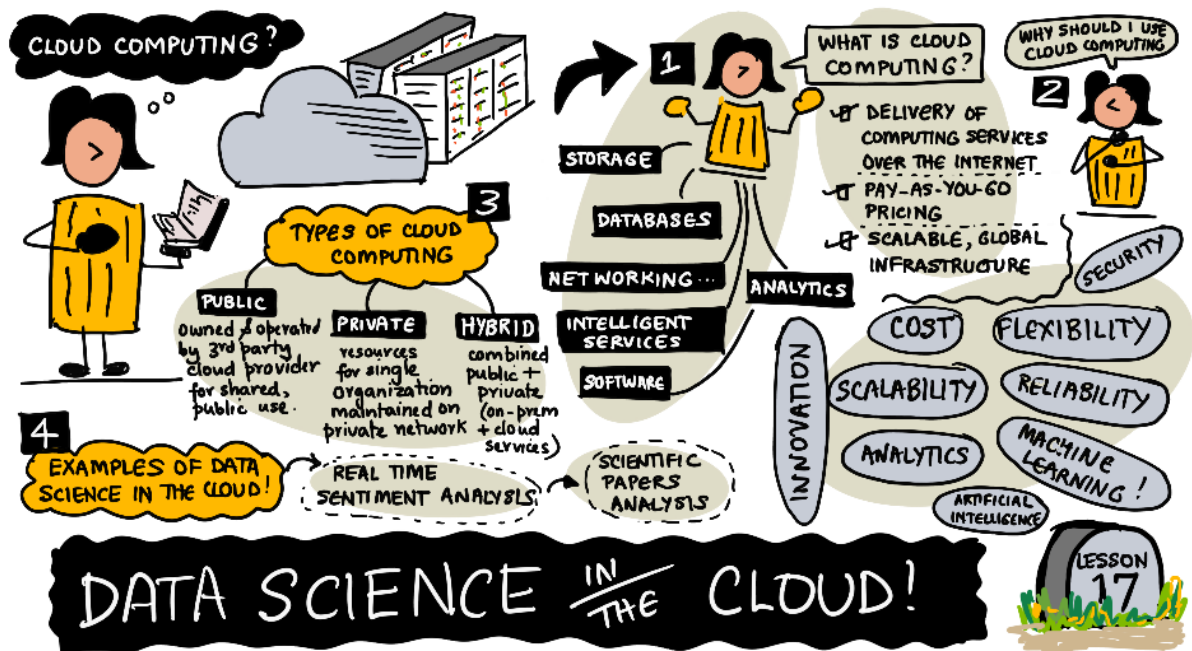 CLOUD COMPUTING?
1
WHAT IS CLOUD
COMPUTING?
DELIVERY OF
COMPUTING SERVICES
OVER THE INTERNET
PAY-AS-YOU-GO
PRICING
SCALABLE, GLOBAL
INFRASTRUCTURE
STORAGE
DATABASES
NETWORKING...
INTELLIGENT
SERVICES
SOFTWARE
ANALYTICS
WHY SHOULD I USE
CLOUD COMPUTING
2
SECURITY
COST
FLEXIBILITY
INNOVATION
SCALABILITY
RELIABILITY
ANALYTICS
MACHINE
LEARNING!
ARTIFICIAL
INTELLIGENCE
3
TYPES OF CLOUD
COMPUTING
PUBLIC
owned & operated
by 3rd party
cloud provider
for shared,
public use.
PRIVATE
resources
for single
organization
maintained on
private network
HYBRID
combined
public +
private
(on-prem
+ cloud
services)
4
EXAMPLES OF DATA
SCIENCE IN THE CLOUD!
REAL TIME
SENTIMENT ANALYSIS
SCIENTIFIC
PAPERS
ANALYSIS
DATA SCIENCE IN THE CLOUD!
LESSON
17